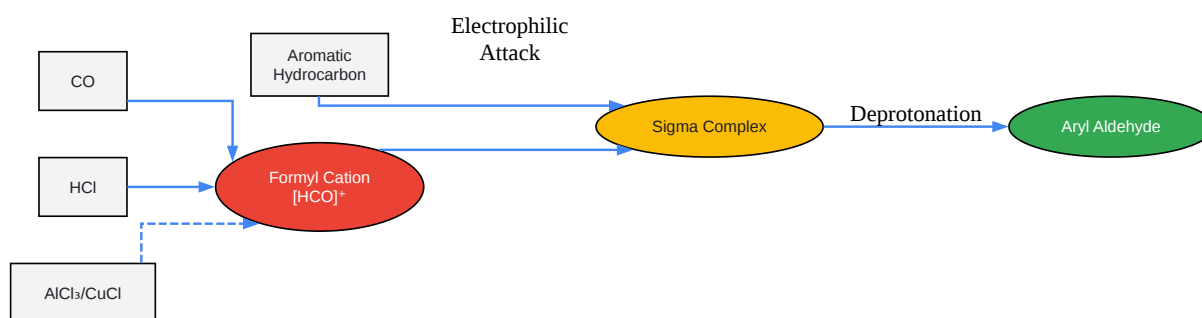 Electrophilic
Attack
Aromatic
Hydrocarbon
CO
Sigma Complex
Deprotonation
Aryl Aldehyde
HCl
Formyl Cation
[HCO]⁺
AlCl₃/CuCl